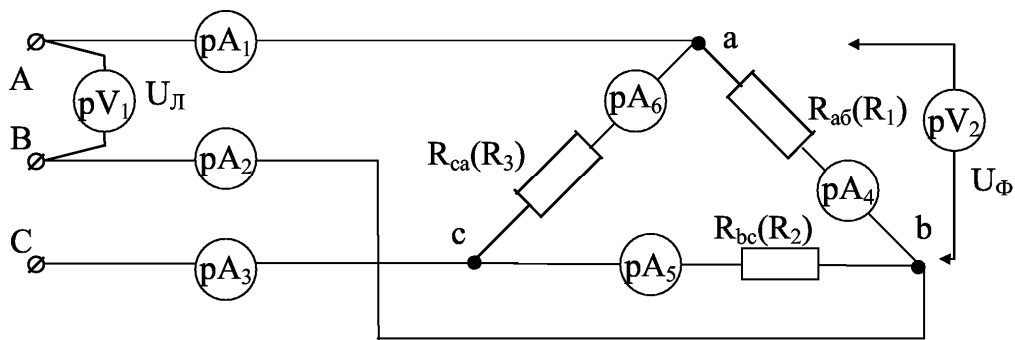 pA₁
a
A
pV₁
Uл
pA₆
Rаб(R₁)
pV₂
B
pA₂
Rca(R₃)
pA₄
UФ
C
c
Rbc(R₂)
b
pA₃
pA₅